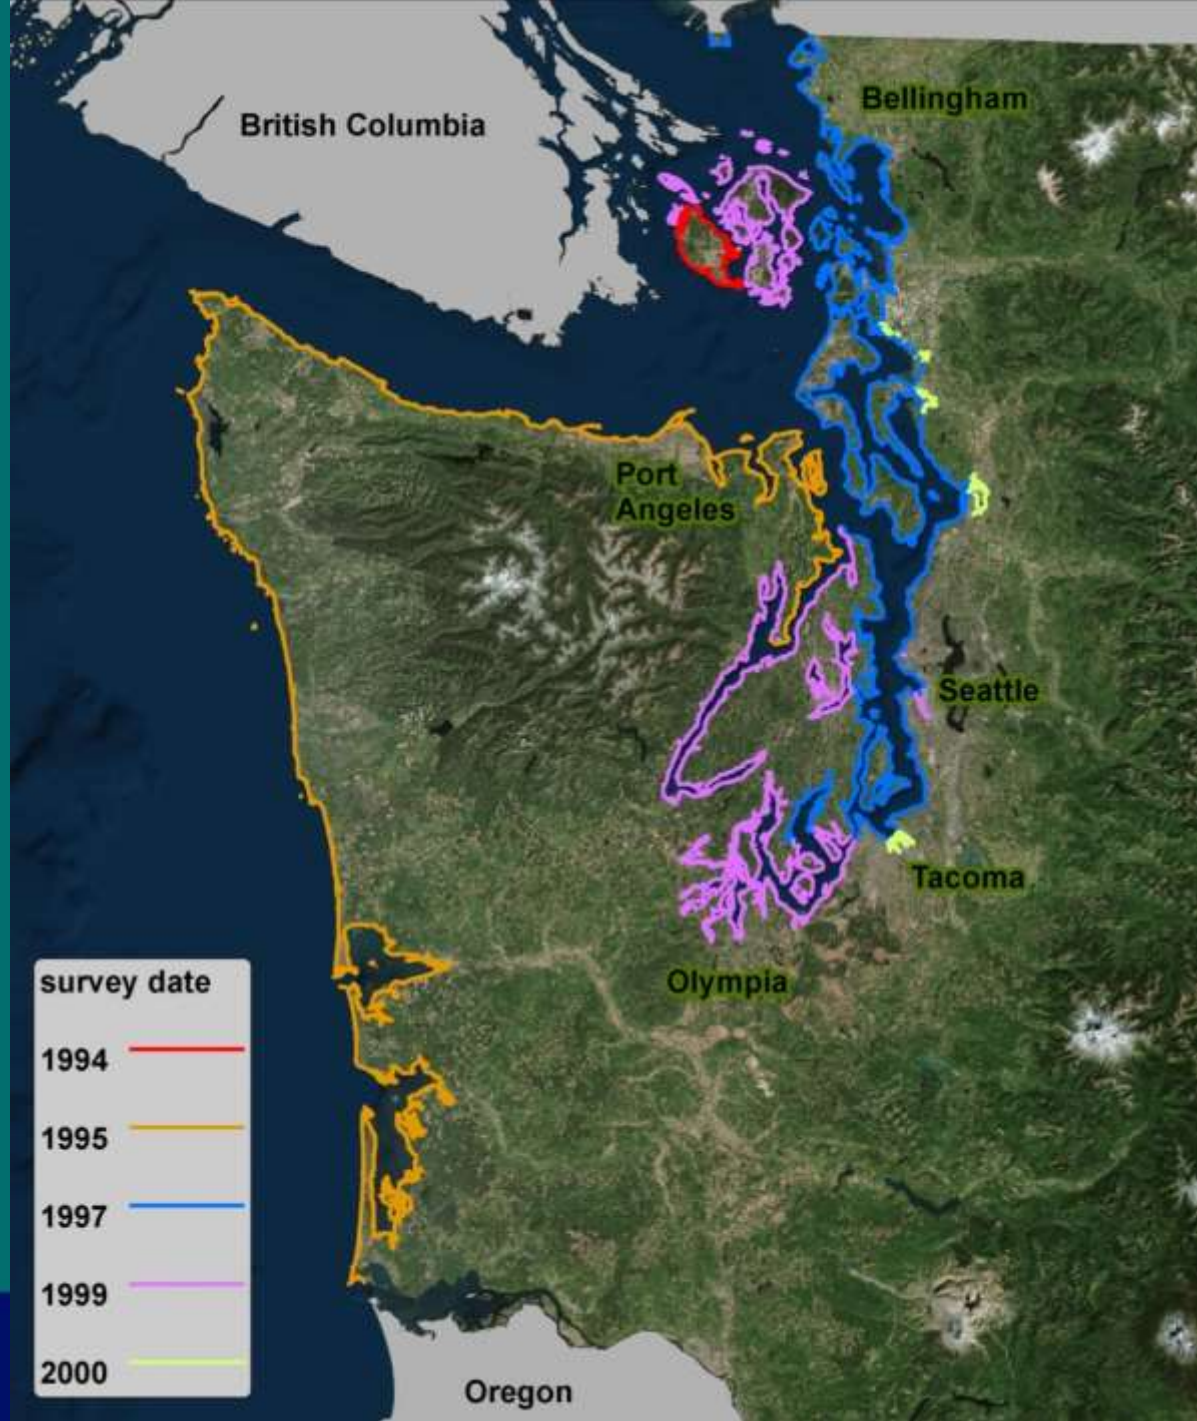 British Columbia
Bellingham
Port
Angeles
Seattle
Tacoma
Olympia
survey date
1994
1995
1997
1999
2000
Oregon